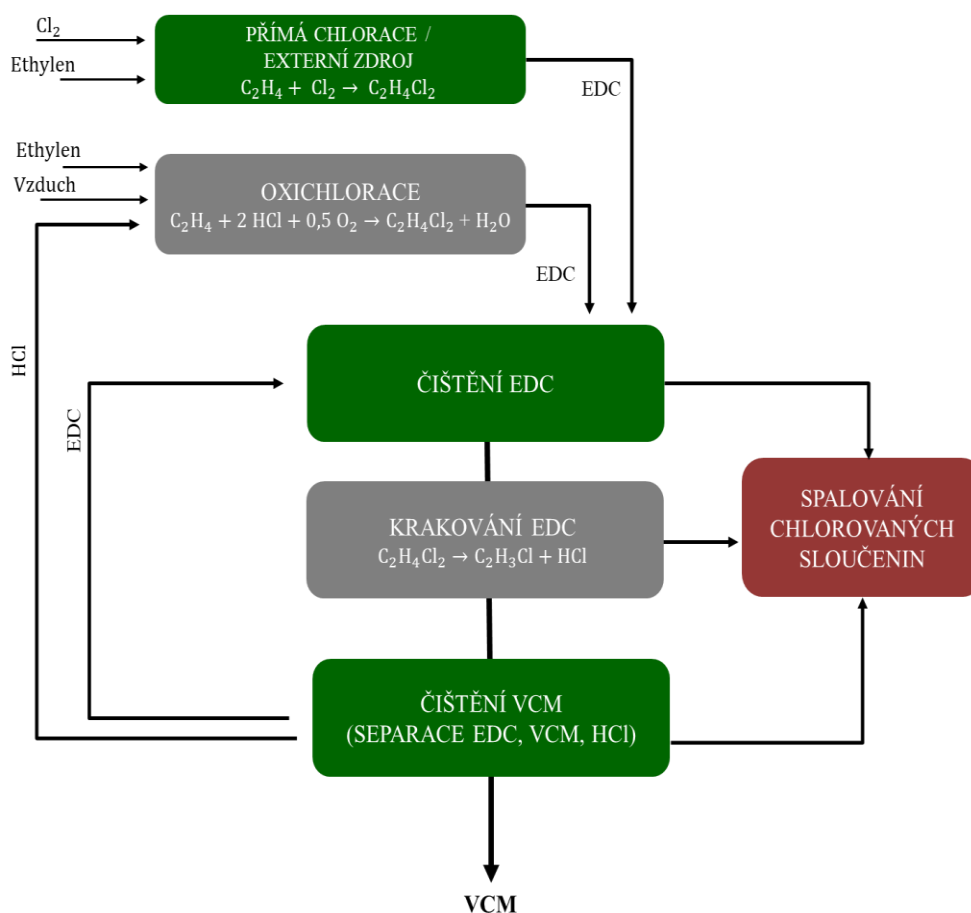 Cl₂
Ethylen
PŘÍMÁ CHLORACE /
EXTERNÍ ZDROJ
C₂H₄ + Cl₂ → C₂H₄Cl₂
EDC
Ethylen
Vzduch
OXICHLORACE
C₂H₄ + 2 HCl + 0,5 O₂ → C₂H₄Cl₂ + H₂O
EDC
HCl
EDC
ČIŠTĚNÍ EDC
KRAKOVÁNÍ EDC
C₂H₄Cl₂ → C₂H₃Cl + HCl
SPALOVÁNÍ
CHLOROVANÝCH
SLOUČENIN
ČIŠTĚNÍ VCM
(SEPARACE EDC, VCM, HCl)
VCM